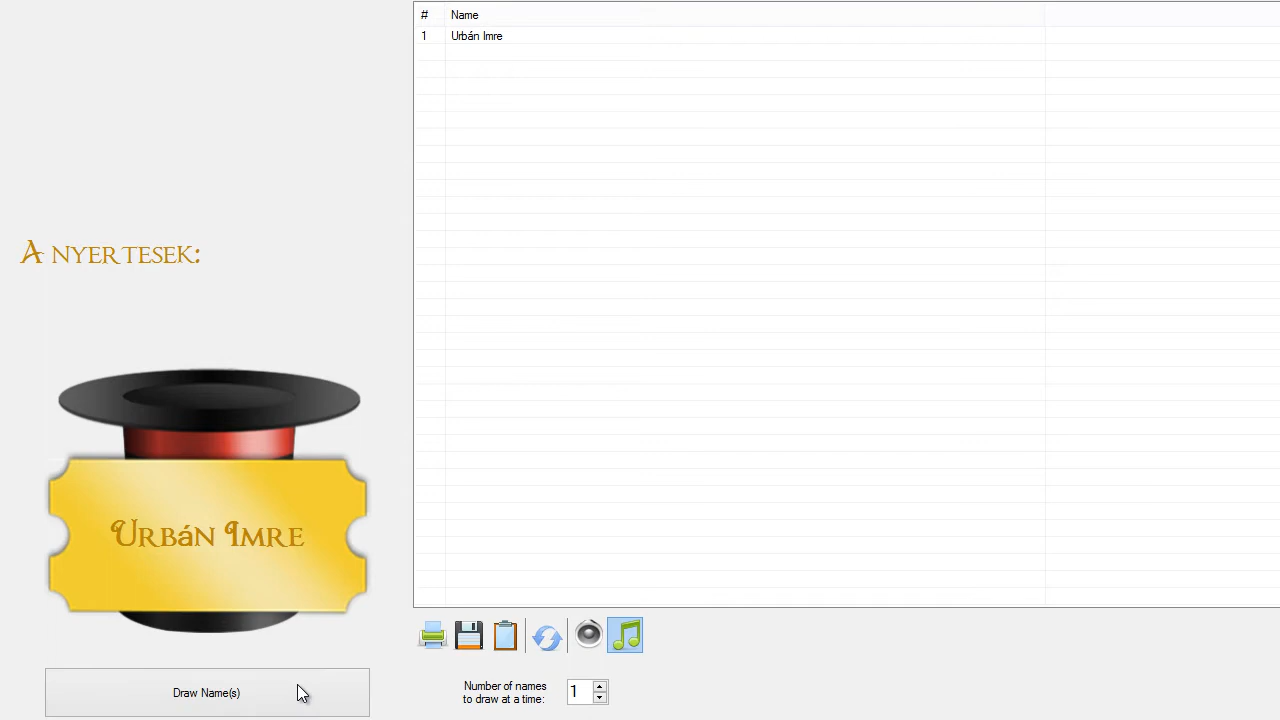 # Name
1 Urbán Imre
A nyertesek:
Urbán Imre
Draw Name(s)
Number of names
to draw at a time: 1